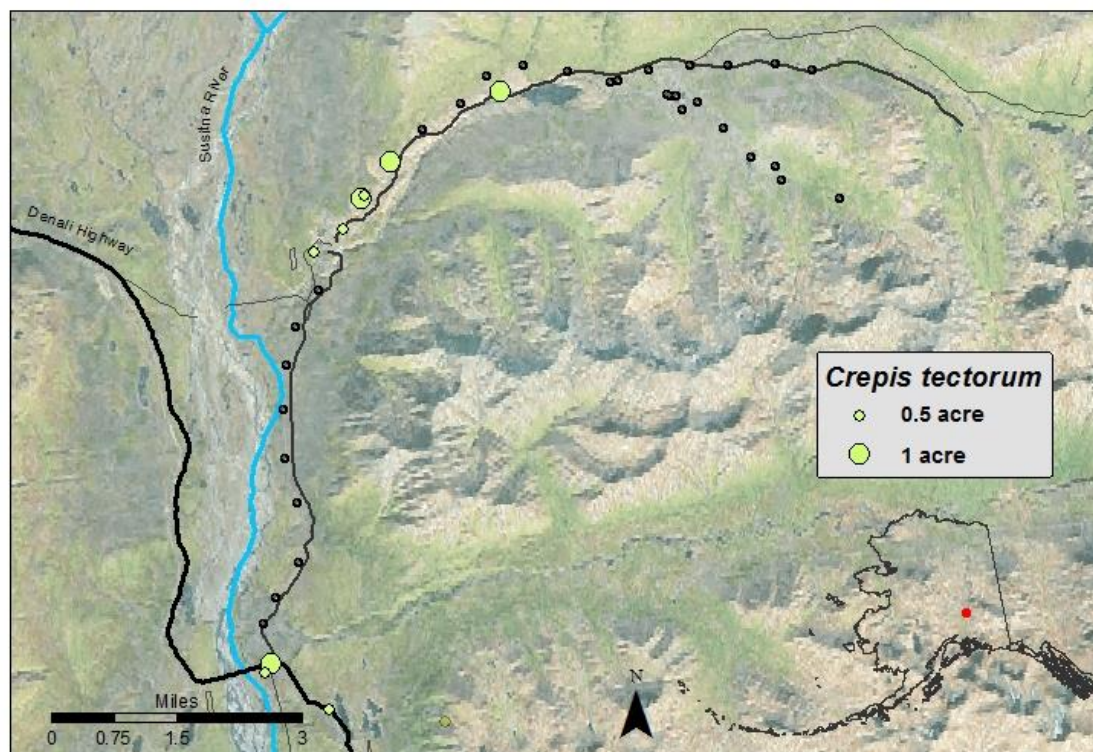 Susitna River
Denali Highway
Crepis tectorum
0.5 acre
1 acre
N
Miles
0 0.75 1.5 3